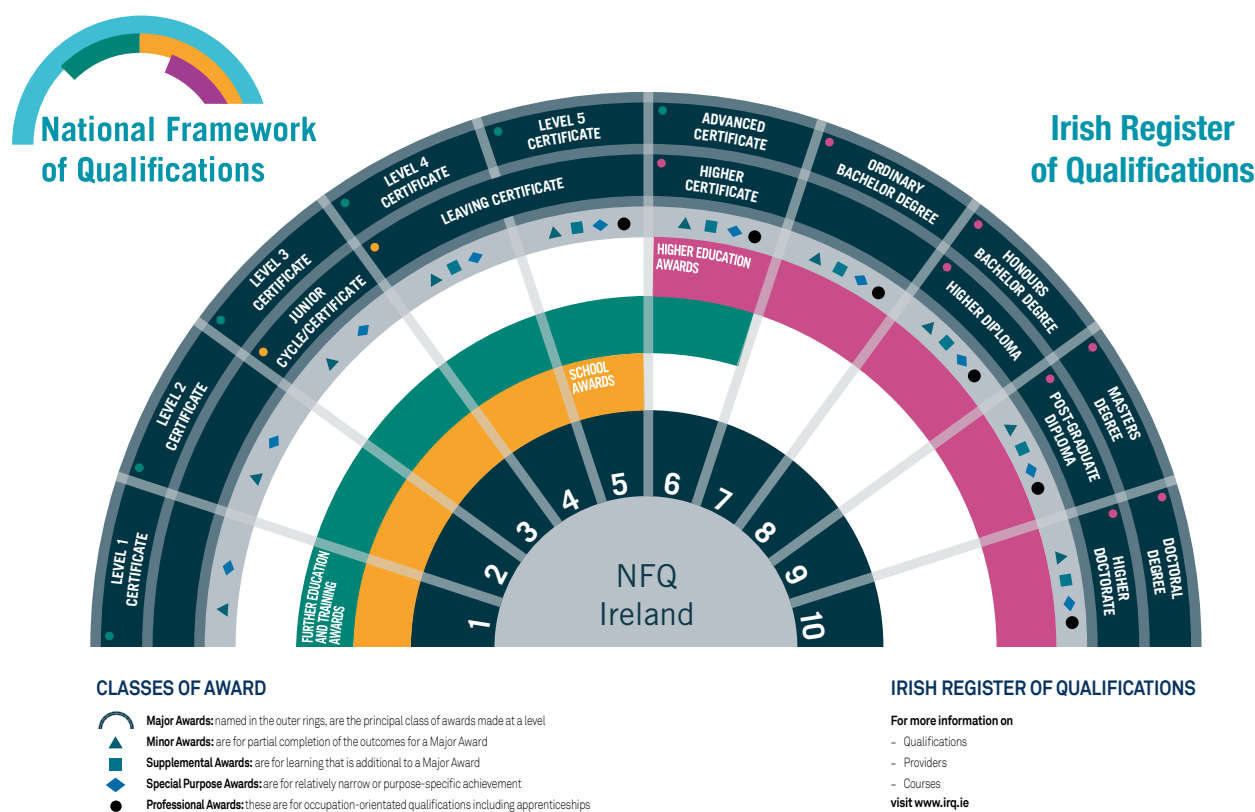 National Framework
of Qualifications
Irish Register
of Qualifications
LEVEL 1
CERTIFICATE
LEVEL 2
CERTIFICATE
LEVEL 3
CERTIFICATE
LEVEL 4
CERTIFICATE
LEVEL 5
CERTIFICATE
ADVANCED
CERTIFICATE
ORDINARY
BACHELOR DEGREE
HONOURS
BACHELOR DEGREE
MASTERS
DEGREE
DOCTORAL
DEGREE
JUNIOR
CYCLE/CERTIFICATE
LEAVING CERTIFICATE
HIGHER
CERTIFICATE
HIGHER DIPLOMA
POST-GRADUATE
DIPLOMA
HIGHER
DOCTORATE
HIGHER EDUCATION
AWARDS
SCHOOL
AWARDS
FURTHER EDUCATION
AND TRAINING
AWARDS
1
2
3
4
5
6
7
8
9
10
NFQ
Ireland
CLASSES OF AWARD
Major Awards: named in the outer rings, are the principal class of awards made at a level
Minor Awards: are for partial completion of the outcomes for a Major Award
Supplemental Awards: are for learning that is additional to a Major Award
Special Purpose Awards: are for relatively narrow or purpose-specific achievement
Professional Awards: these are for occupation-orientated qualifications including apprenticeships
IRISH REGISTER OF QUALIFICATIONS
For more information on
– Qualifications
– Providers
– Courses
visit www.irq.ie